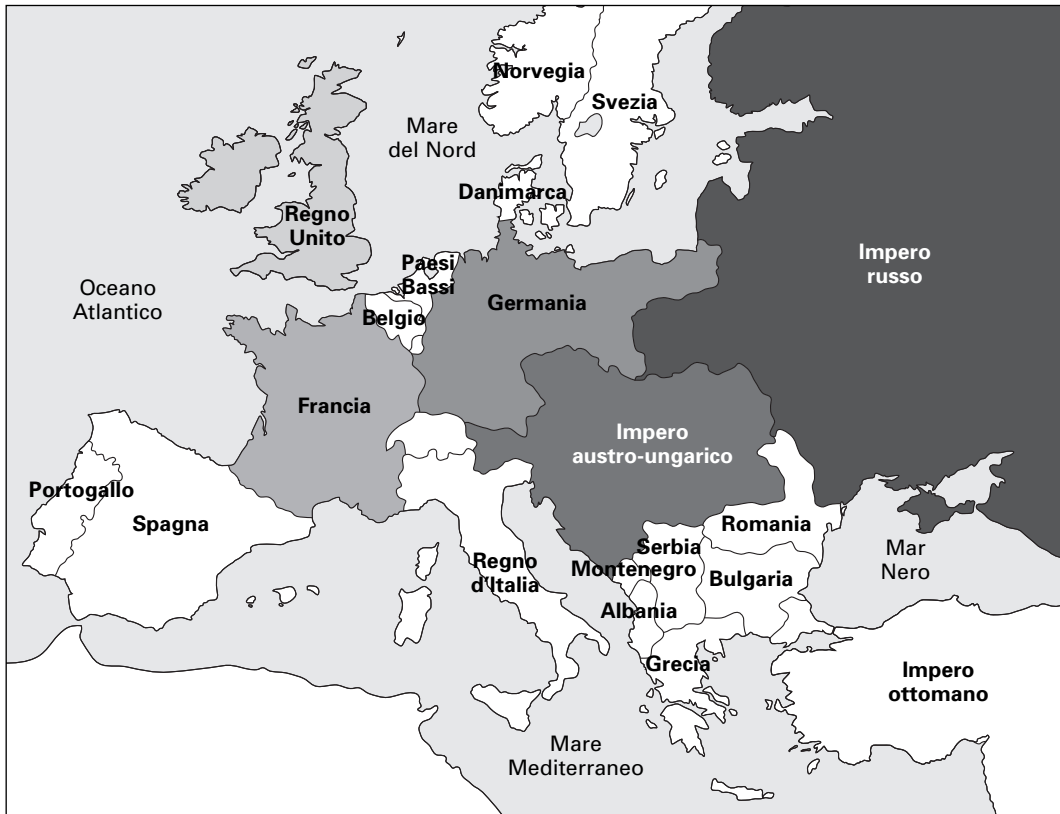 Norvegia
Svezia
Mare
del Nord
Danimarca
Regno
Unito
Impero
russo
Paesi
Bassi
Oceano
Atlantico
Germania
Belgio
Francia
Impero
austro-ungarico
Portogallo
Spagna
Romania
Serbia
Mar
Nero
Regno
d'Italia
Montenegro
Bulgaria
Albania
Grecia
Impero
ottomano
Mare
Mediterraneo